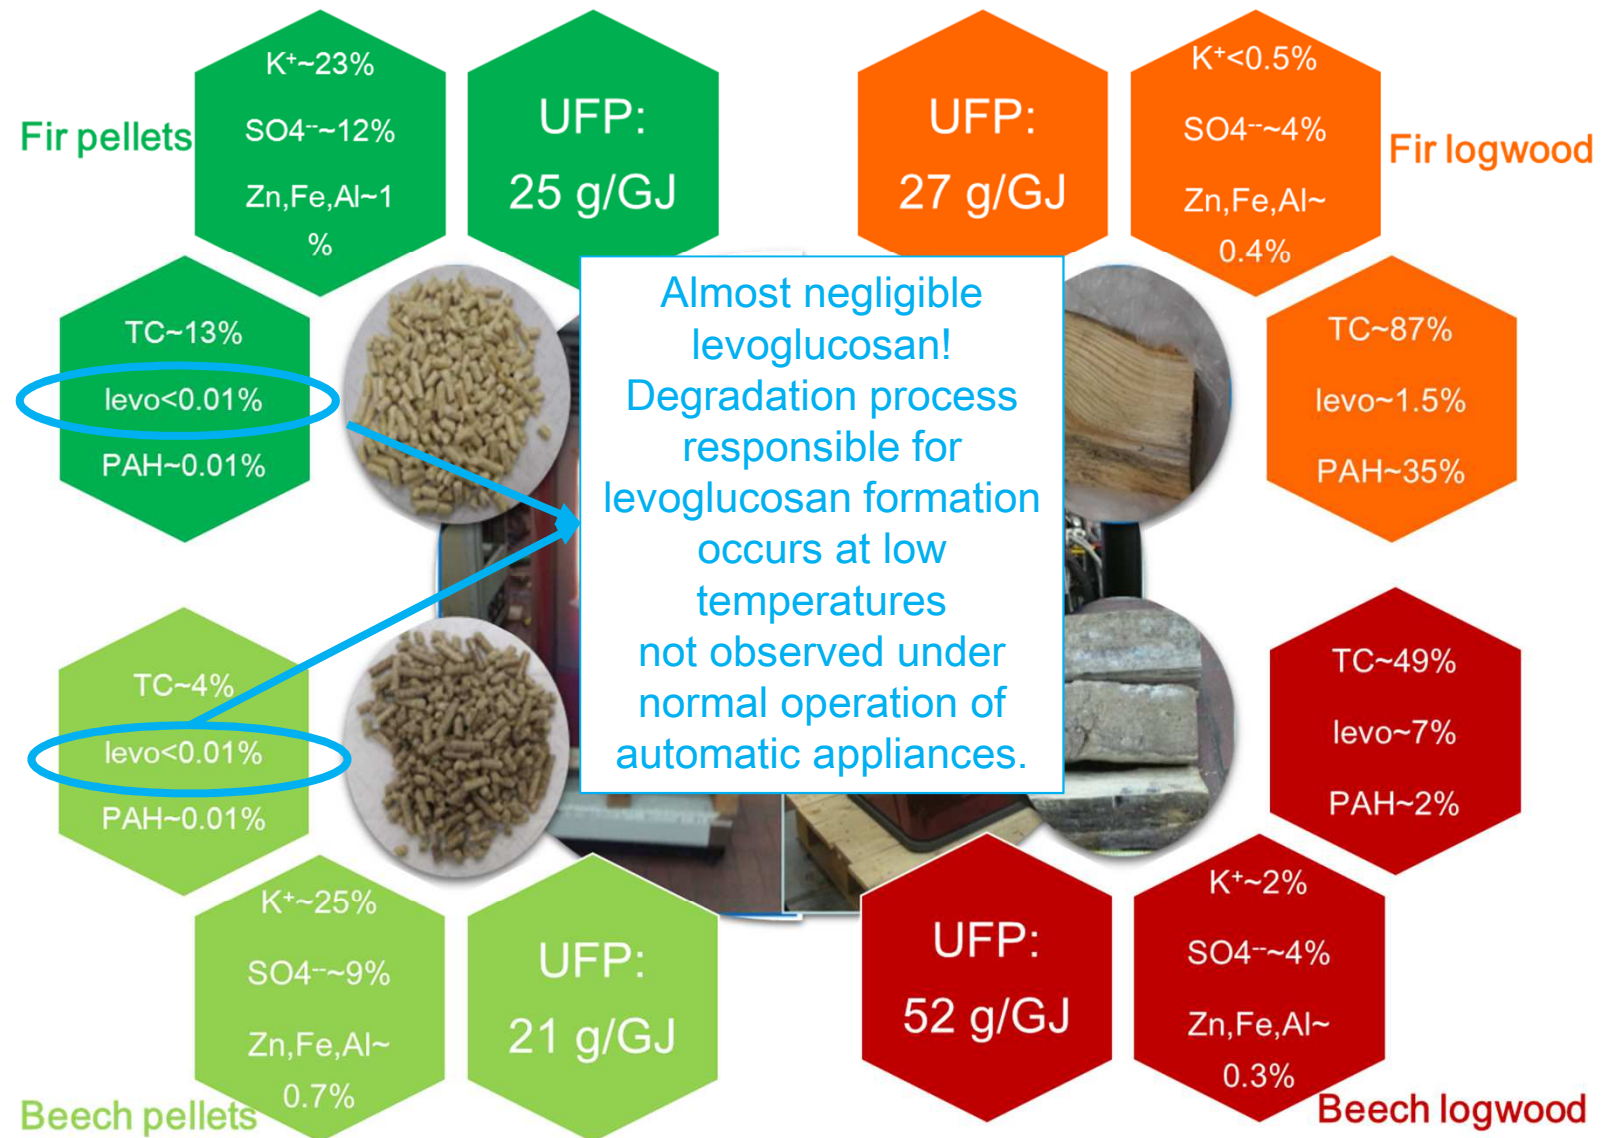 Fir pellets
K⁺~23%
SO4⁻⁻~12%
Zn,Fe,Al~1
%
UFP:
25 g/GJ
TC~13%
levo<0.01%
PAH~0.01%
UFP:
27 g/GJ
K⁺<0.5%
SO4⁻⁻~4%
Zn,Fe,Al~
0.4%
Fir logwood
TC~87%
levo~1.5%
PAH~35%
Almost negligible
levoglucosan!
Degradation process
responsible for
levoglucosan formation
occurs at low
temperatures
not observed under
normal operation of
automatic appliances.
TC~4%
levo<0.01%
PAH~0.01%
K⁺~25%
SO4⁻⁻~9%
Zn,Fe,Al~
0.7%
UFP:
21 g/GJ
Beech pellets
TC~49%
levo~7%
PAH~2%
UFP:
52 g/GJ
K⁺~2%
SO4⁻⁻~4%
Zn,Fe,Al~
0.3%
Beech logwood